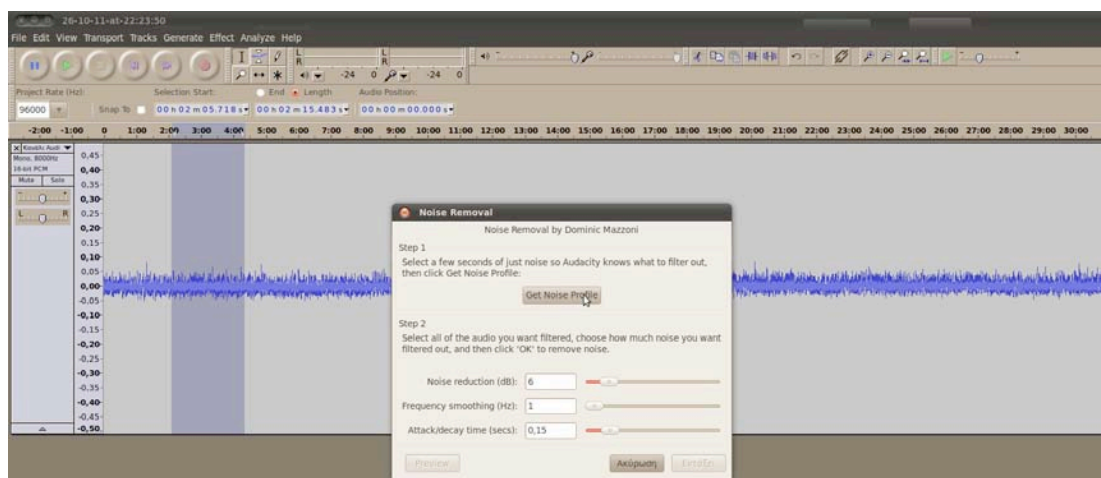 26-10-11-at-22:23:50
File Edit View Transport Tracks Generate Effect Analyze Help
L R -24 0 L R -24 0
Project Rate (Hz): Selection Start: End Length Audio Position:
96000 Snap To 00 h 02 m 05.718 s 00 h 02 m 15.483 s 00 h 00 m 00.000 s
-2:00 -1:00 0 1:00 2:00 3:00 4:00 5:00 6:00 7:00 8:00 9:00 10:00 11:00 12:00 13:00 14:00 15:00 16:00 17:00 18:00 19:00 20:00 21:00 22:00 23:00 24:00 25:00 26:00 27:00 28:00 29:00 30:00
Mono, 8000Hz
16-bit PCM
Mute Solo
- +
L R
0,45
0,40
0,35
0,30
0,25
0,20
0,15
0,10
0,05
0,00
-0,05
-0,10
-0,15
-0,20
-0,25
-0,30
-0,35
-0,40
-0,45
-0,50
Noise Removal
Noise Removal by Dominic Mazzoni
Step 1
Select a few seconds of just noise so Audacity knows what to filter out,
then click Get Noise Profile:
Get Noise Profile
Step 2
Select all of the audio you want filtered, choose how much noise you want
filtered out, and then click 'OK' to remove noise.
Noise reduction (dB): 6
Frequency smoothing (Hz): 1
Attack/decay time (secs): 0,15
Preview Ακύρωση Εντάξει